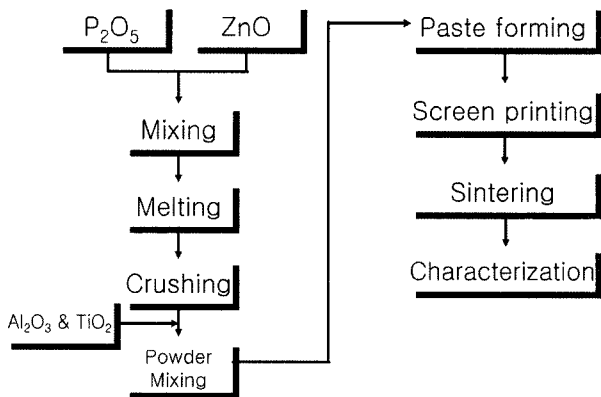 P₂O₅
ZnO
Mixing
Melting
Crushing
Al₂O₃ & TiO₂
Powder
Mixing
Paste forming
Screen printing
Sintering
Characterization